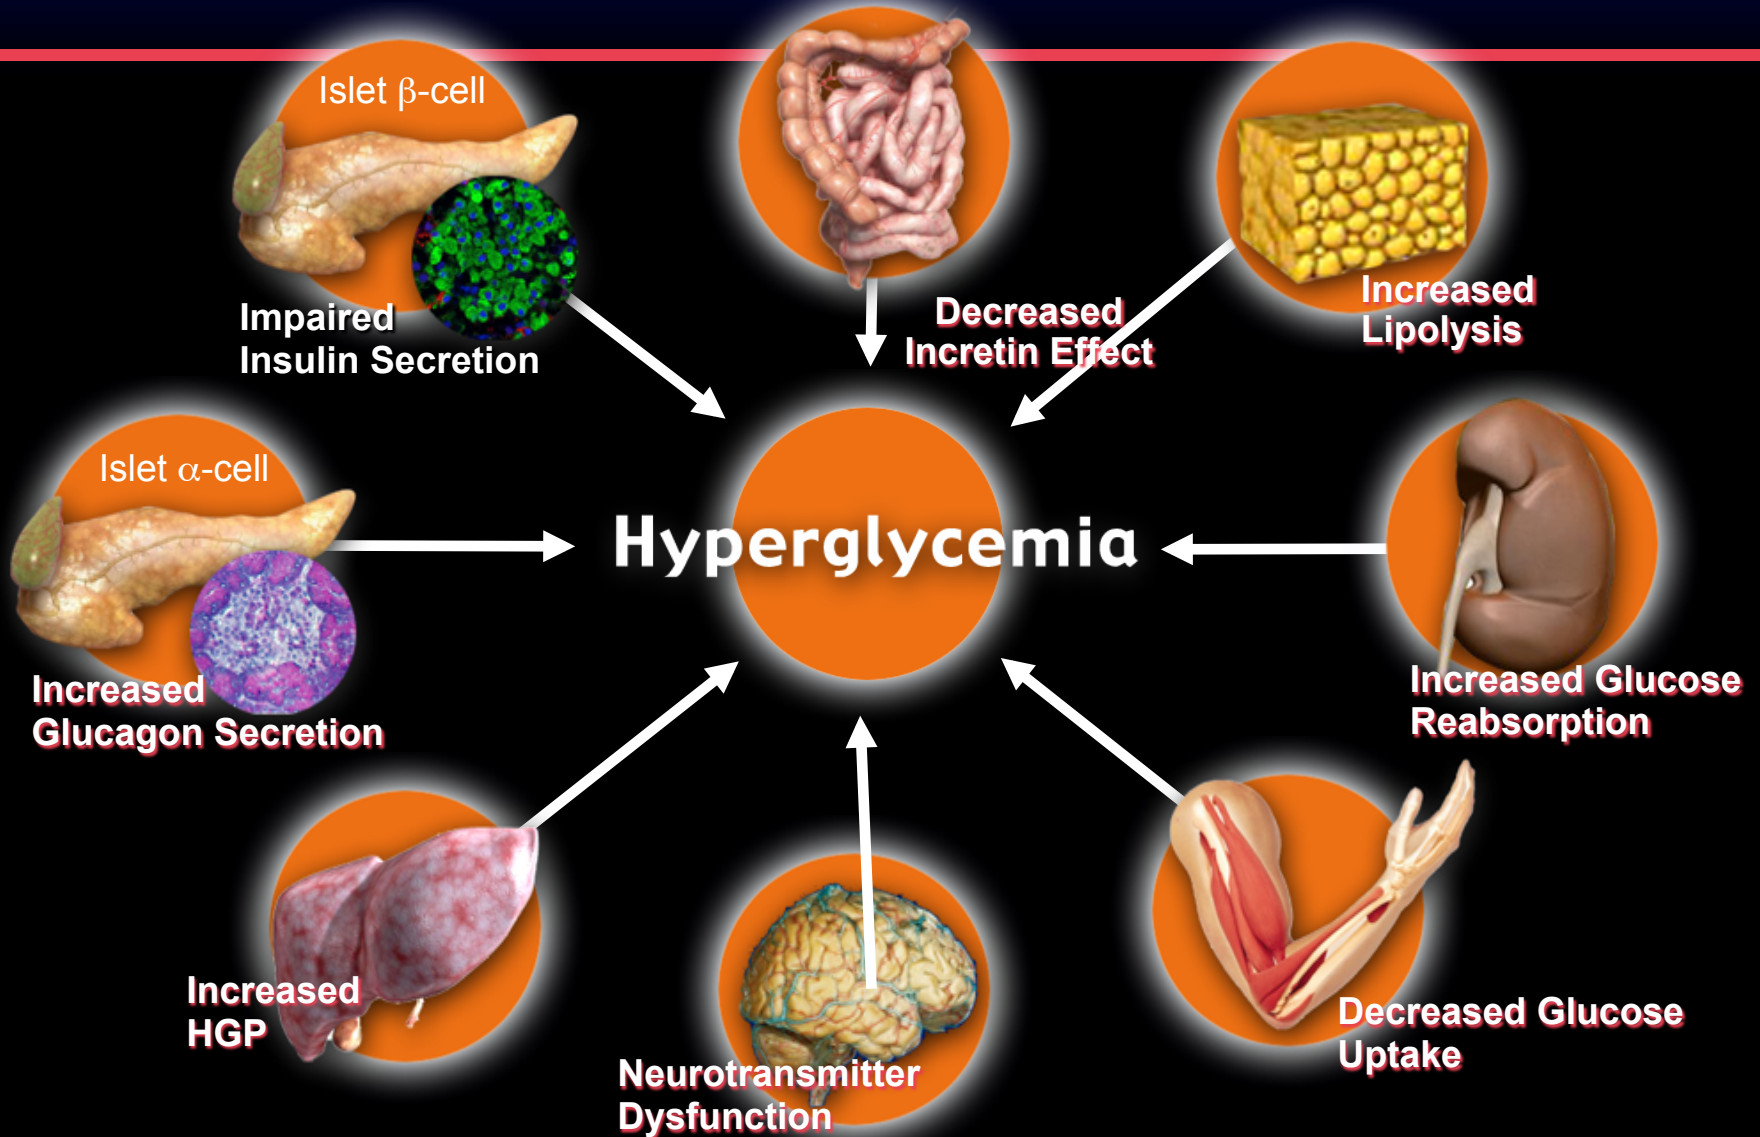 Islet β-cell
Impaired
Insulin Secretion
Decreased
Incretin Effect
Increased
Lipolysis
Islet α-cell
Increased
Glucagon Secretion
Hyperglycemia
Increased Glucose
Reabsorption
Increased
HGP
Neurotransmitter
Dysfunction
Decreased Glucose
Uptake